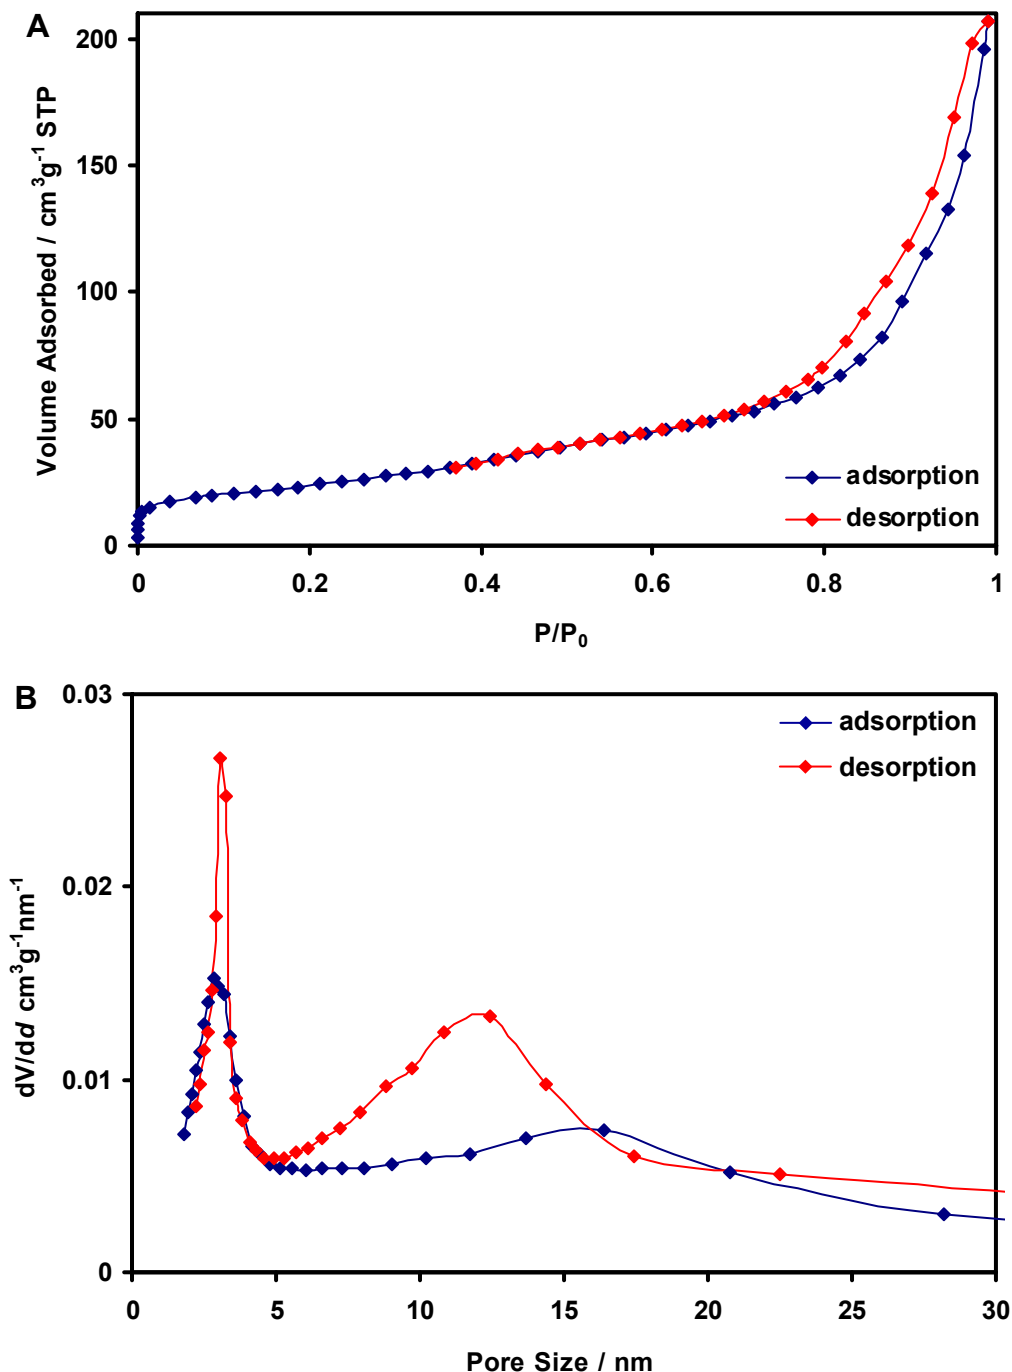 A
200
150
100
50
0
Volume Adsorbed / cm³g⁻¹ STP
adsorption
desorption
0 0.2 0.4 0.6 0.8 1
P/P₀
B
0.03
0.02
0.01
0
dV/dd cm³g⁻¹nm⁻¹
adsorption
desorption
0 5 10 15 20 25 30
Pore Size / nm